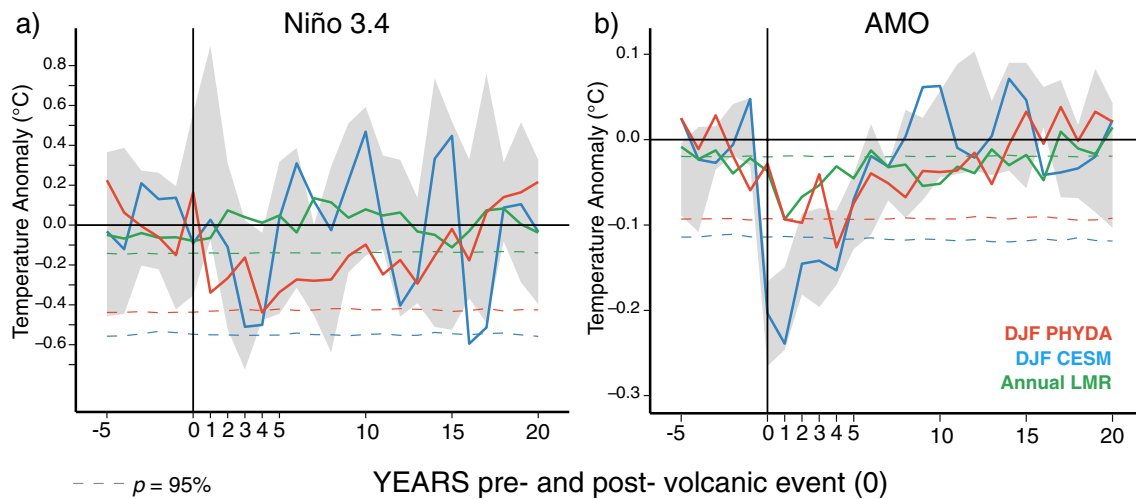 a) Niño 3.4
Temperature Anomaly (°C)
0.8
0.6
0.4
0.2
0.0
−0.2
−0.4
−0.6
-5 0 1 2 3 4 5 10 15 20
b) AMO
Temperature Anomaly (°C)
0.1
0.0
−0.1
−0.2
−0.3
DJF PHYDA
DJF CESM
Annual LMR
-5 0 1 2 3 4 5 10 15 20
p = 95%
YEARS pre- and post- volcanic event (0)